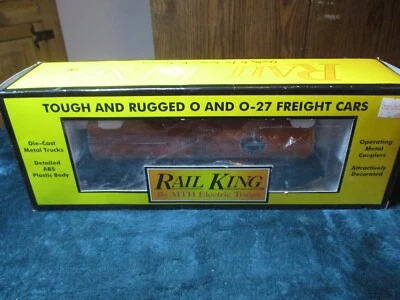 RAIL
TOUGH AND RUGGED O AND O-27 FREIGHT CARS
Die-Cast
Metal Trucks
Detailed
ABS
Plastic Body
Operating
Metal
Couplers
Attractively
Decorated
RAIL KING
By MTH Electric Trains